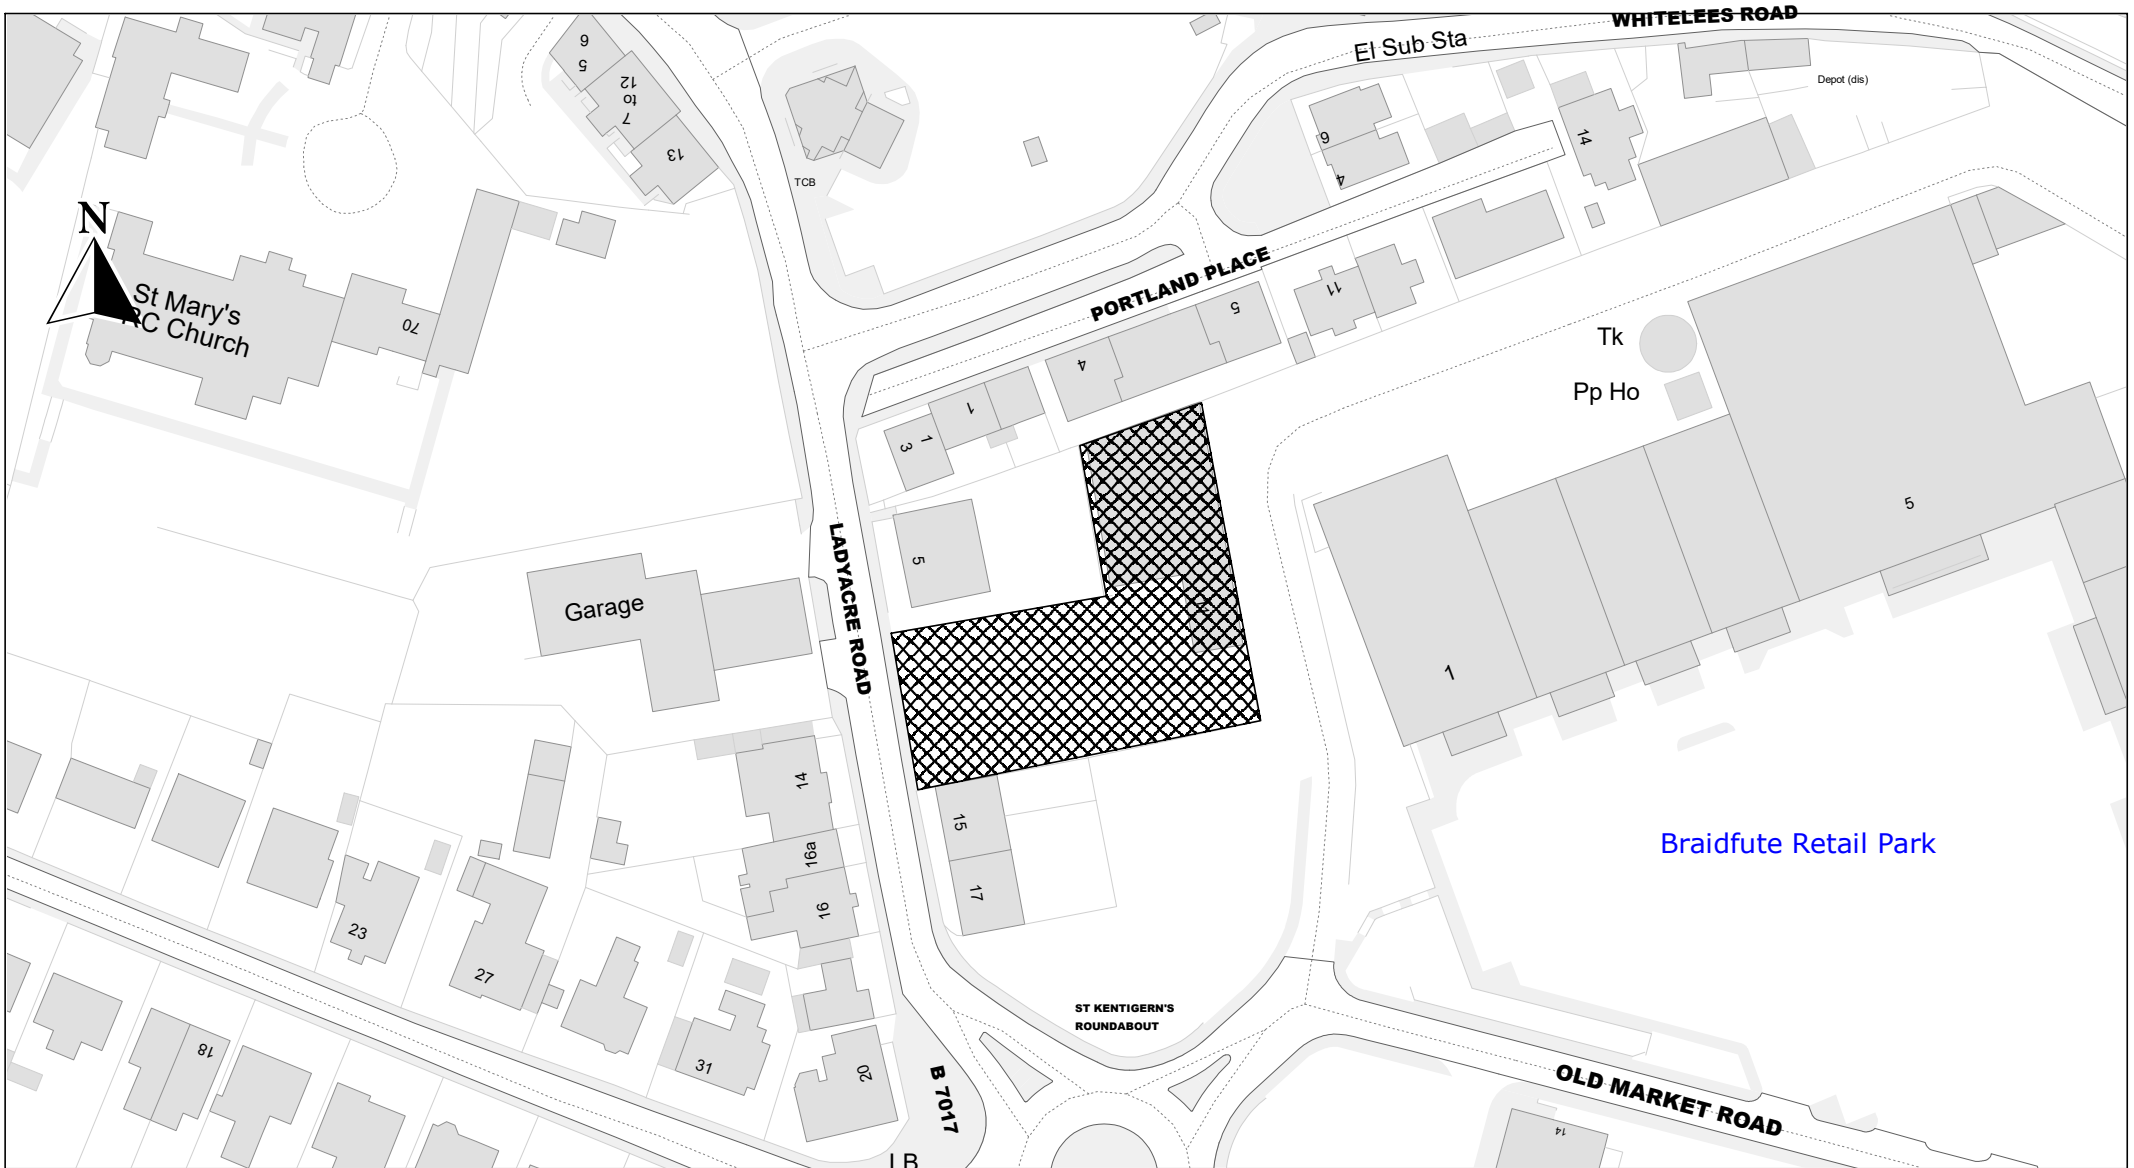 WHITELEES ROAD
El Sub Sta
6
5
12
to
7
13
TCB
9
4
14
Depot (dis)
N
St Mary's
RC Church
70
PORTLAND PLACE
5
11
4
1
1
3
Tk
Pp Ho
5
5
LADYACRE ROAD
Garage
1
14
15
16a
17
16
Braidfute Retail Park
23
27
ST KENTIGERN'S
ROUNDABOUT
18
31
20
B 7017
OLD MARKET ROAD
14
LB